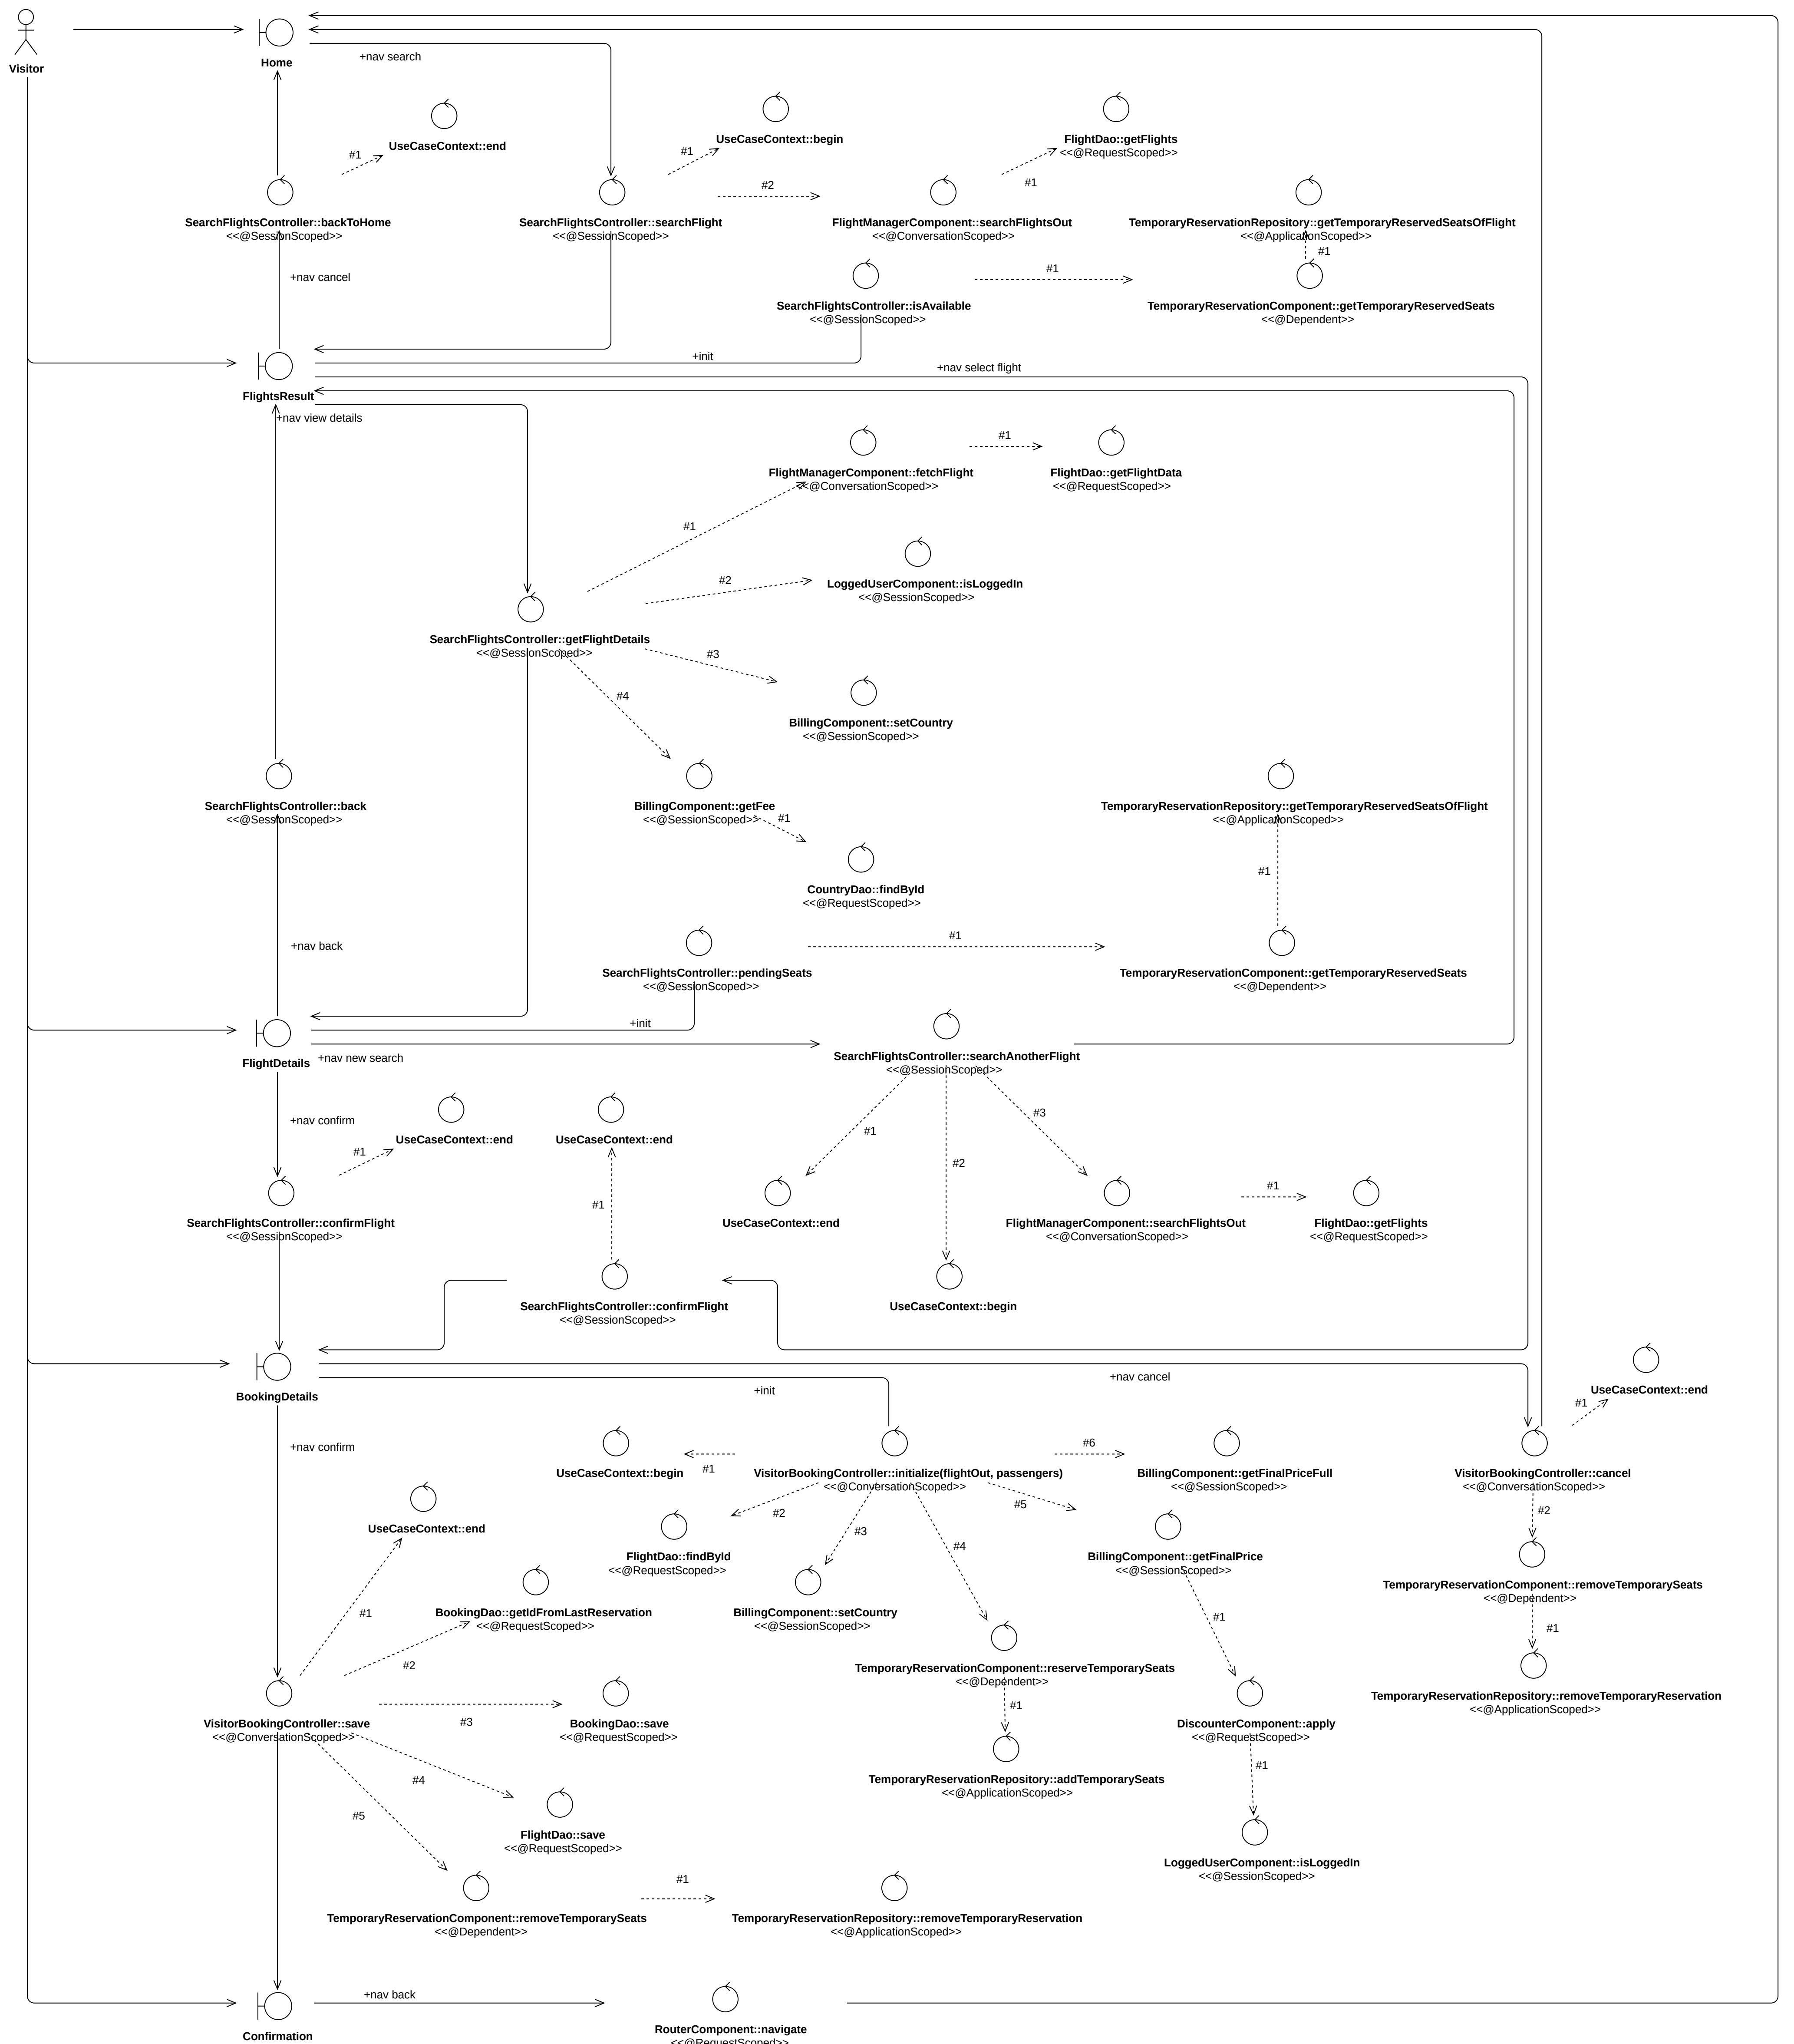 Visitor
Home
+nav search
UseCaseContext::end
#1
UseCaseContext::begin
#1
FlightDao::getFlights
<<@RequestScoped>>
#1
#2
SearchFlightsController::backToHome
<<@SessionScoped>>
SearchFlightsController::searchFlight
<<@SessionScoped>>
FlightManagerComponent::searchFlightsOut
<<@ConversationScoped>>
TemporaryReservationRepository::getTemporaryReservedSeatsOfFlight
<<@ApplicationScoped>>
#1
+nav cancel
SearchFlightsController::isAvailable
<<@SessionScoped>>
#1
TemporaryReservationComponent::getTemporaryReservedSeats
<<@Dependent>>
+init
+nav select flight
FlightsResult
+nav view details
FlightManagerComponent::fetchFlight
<<@ConversationScoped>>
#1
FlightDao::getFlightData
<<@RequestScoped>>
#1
#2
LoggedUserComponent::isLoggedIn
<<@SessionScoped>>
SearchFlightsController::getFlightDetails
<<@SessionScoped>>
#3
#4
BillingComponent::setCountry
<<@SessionScoped>>
SearchFlightsController::back
<<@SessionScoped>>
BillingComponent::getFee
<<@SessionScoped>>
#1
TemporaryReservationRepository::getTemporaryReservedSeatsOfFlight
<<@ApplicationScoped>>
#1
CountryDao::findById
<<@RequestScoped>>
+nav back
#1
SearchFlightsController::pendingSeats
<<@SessionScoped>>
TemporaryReservationComponent::getTemporaryReservedSeats
<<@Dependent>>
+init
FlightDetails
+nav new search
SearchFlightsController::searchAnotherFlight
<<@SessionScoped>>
+nav confirm
UseCaseContext::end
#1
UseCaseContext::end
#1
#1
#2
#3
#1
SearchFlightsController::confirmFlight
<<@SessionScoped>>
UseCaseContext::end
FlightManagerComponent::searchFlightsOut
<<@ConversationScoped>>
FlightDao::getFlights
<<@RequestScoped>>
SearchFlightsController::confirmFlight
<<@SessionScoped>>
UseCaseContext::begin
BookingDetails
+init
+nav cancel
UseCaseContext::end
#1
+nav confirm
UseCaseContext::begin
#1
VisitorBookingController::initialize(flightOut, passengers)
<<@ConversationScoped>>
#6
BillingComponent::getFinalPriceFull
<<@SessionScoped>>
VisitorBookingController::cancel
<<@ConversationScoped>>
#2
#2
#3
#4
#5
UseCaseContext::end
FlightDao::findById
<<@RequestScoped>>
BillingComponent::getFinalPrice
<<@SessionScoped>>
TemporaryReservationComponent::removeTemporarySeats
<<@Dependent>>
#1
#1
#2
BookingDao::getIdFromLastReservation
<<@RequestScoped>>
BillingComponent::setCountry
<<@SessionScoped>>
#1
TemporaryReservationComponent::reserveTemporarySeats
<<@Dependent>>
#1
TemporaryReservationRepository::removeTemporaryReservation
<<@ApplicationScoped>>
VisitorBookingController::save
<<@ConversationScoped>>
#3
BookingDao::save
<<@RequestScoped>>
DiscounterComponent::apply
<<@RequestScoped>>
#1
#4
#5
TemporaryReservationRepository::addTemporarySeats
<<@ApplicationScoped>>
FlightDao::save
<<@RequestScoped>>
LoggedUserComponent::isLoggedIn
<<@SessionScoped>>
#1
TemporaryReservationComponent::removeTemporarySeats
<<@Dependent>>
TemporaryReservationRepository::removeTemporaryReservation
<<@ApplicationScoped>>
+nav back
Confirmation
RouterComponent::navigate
<<@RequestScoped>>